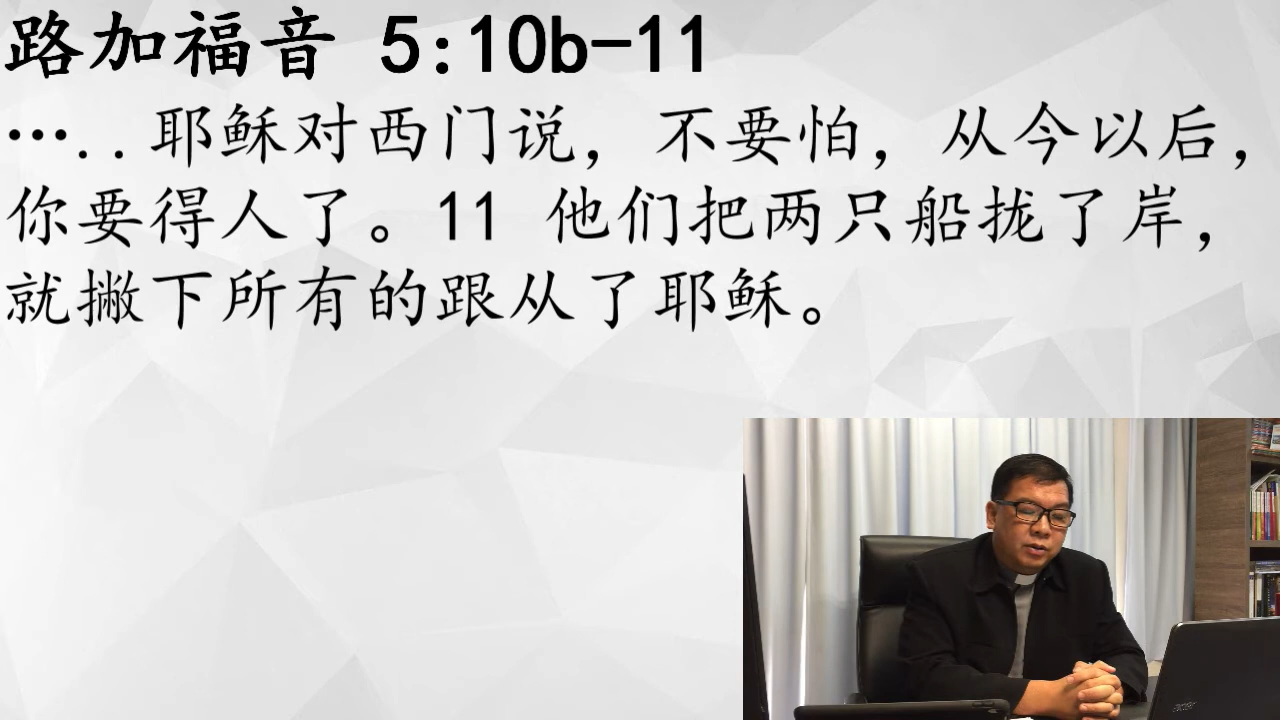 路加福音 5:10b-11
…..耶稣对西门说，不要怕，从今以后，
你要得人了。11 他们把两只船拢了岸，
就撇下所有的跟从了耶稣。
acer